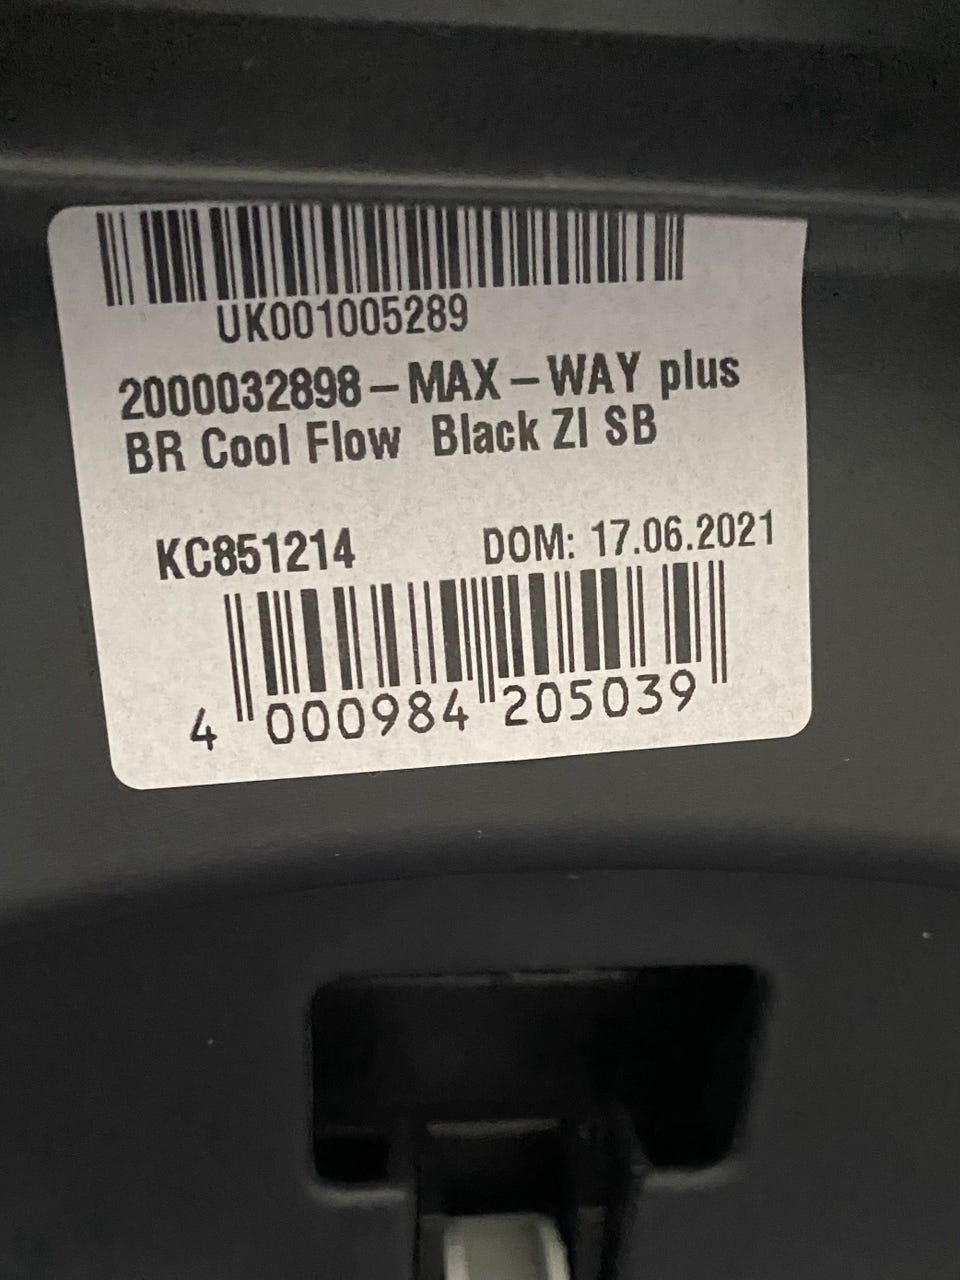 UK001005289
2000032898-MAX-WAY plus
BR Cool Flow Black ZI SB
KC851214 DOM: 17.06.2021
4 000984 205039